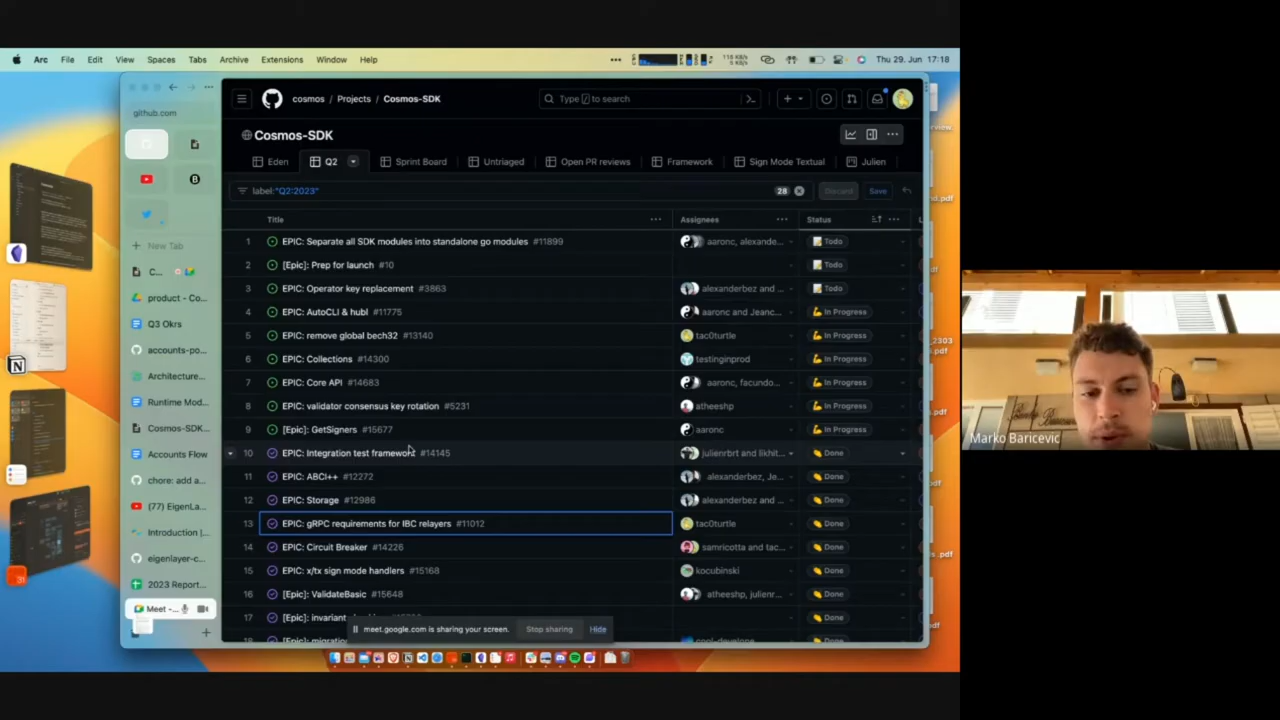 Arc File Edit View Spaces Tabs Archive Extensions Window Help
Thu 29. Jun 17:18
github.com
New Tab
C...
product - Co...
Q3 Okrs
accounts-po...
Architecture...
Runtime Mod...
Cosmos-SDK...
Accounts Flow
chore: add a...
(77) EigenLa...
Introduction |...
eigenlayer-c...
2023 Report...
Meet -...
cosmos / Projects / Cosmos-SDK
Type / to search
Cosmos-SDK
Eden Q2 Sprint Board Untriaged Open PR reviews Framework Sign Mode Textual Julien
label:"Q2:2023" 28 Discard Save
Title Assignees Status
1 EPIC: Separate all SDK modules into standalone go modules #11899 aaronc, alexande... Todo
2 [Epic]: Prep for launch #10 Todo
3 EPIC: Operator key replacement #3863 alexanderbez and ... Todo
4 EPIC: AutoCLI & hubl #11775 aaronc and Jeanc... In Progress
5 EPIC: remove global bech32 #13140 tac0turtle In Progress
6 EPIC: Collections #14300 testinginprod In Progress
7 EPIC: Core API #14683 aaronc, facundo... In Progress
8 EPIC: validator consensus key rotation #5231 atheeshp In Progress
9 [Epic]: GetSigners #15677 aaronc In Progress
10 EPIC: Integration test framework #14145 julienrbrt and likhit... Done
11 EPIC: ABCI++ #12272 alexanderbez, Je... Done
12 EPIC: Storage #12986 alexanderbez and ... Done
13 EPIC: gRPC requirements for IBC relayers #11012 tac0turtle Done
14 EPIC: Circuit Breaker #14226 samricotta and tac... Done
15 EPIC: x/tx sign mode handlers #15168 kocubinski Done
16 [Epic]: ValidateBasic #15648 atheeshp, julienr... Done
17 [Epic]: Done
18
meet.google.com is sharing your screen. Stop sharing Hide
Marko Baricevic